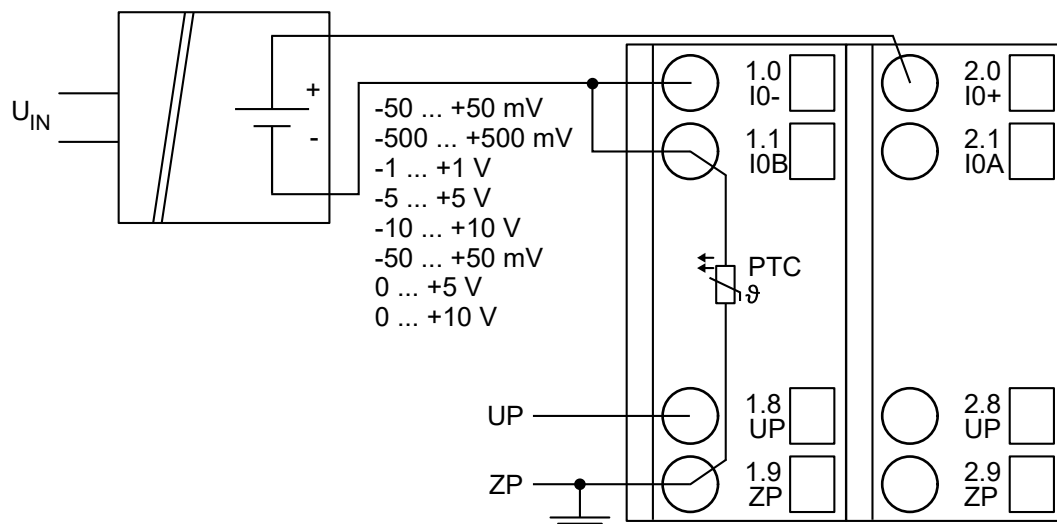 UIN
+
-
-50 ... +50 mV
-500 ... +500 mV
-1 ... +1 V
-5 ... +5 V
-10 ... +10 V
-50 ... +50 mV
0 ... +5 V
0 ... +10 V
1.0
I0-
2.0
I0+
1.1
I0B
2.1
I0A
PTC
ϑ
UP
1.8
UP
2.8
UP
ZP
1.9
ZP
2.9
ZP